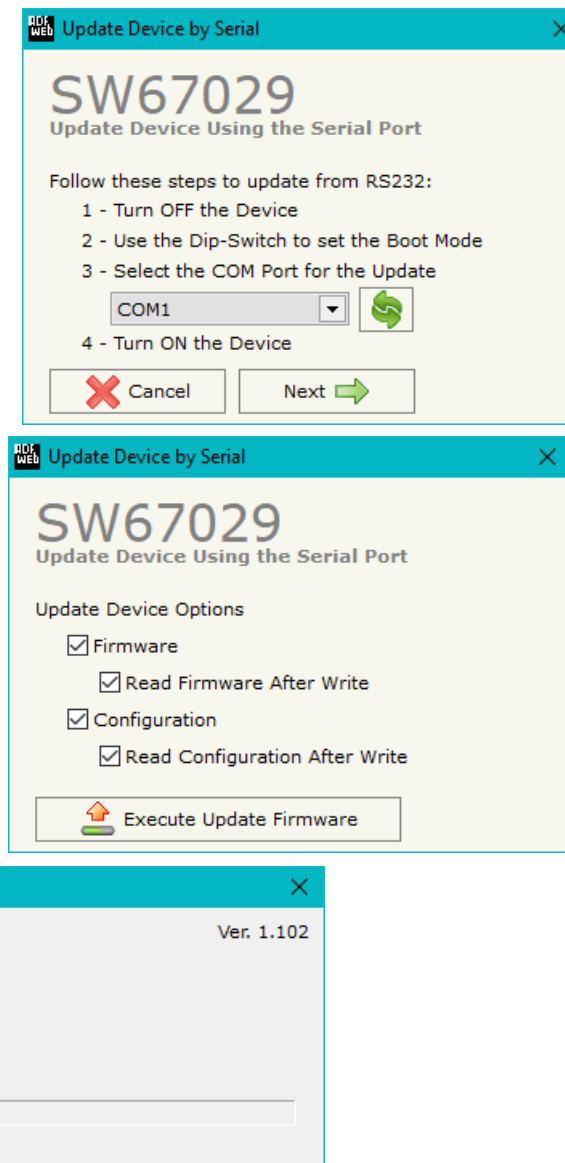 ADF
WEB
Update Device by Serial
SW67029
Update Device Using the Serial Port
Follow these steps to update from RS232:
1 - Turn OFF the Device
2 - Use the Dip-Switch to set the Boot Mode
3 - Select the COM Port for the Update
COM1
4 - Turn ON the Device
Cancel
Next
ADF
WEB
Update Device by Serial
SW67029
Update Device Using the Serial Port
Update Device Options
Firmware
Read Firmware After Write
Configuration
Read Configuration After Write
Execute Update Firmware
Ver. 1.102